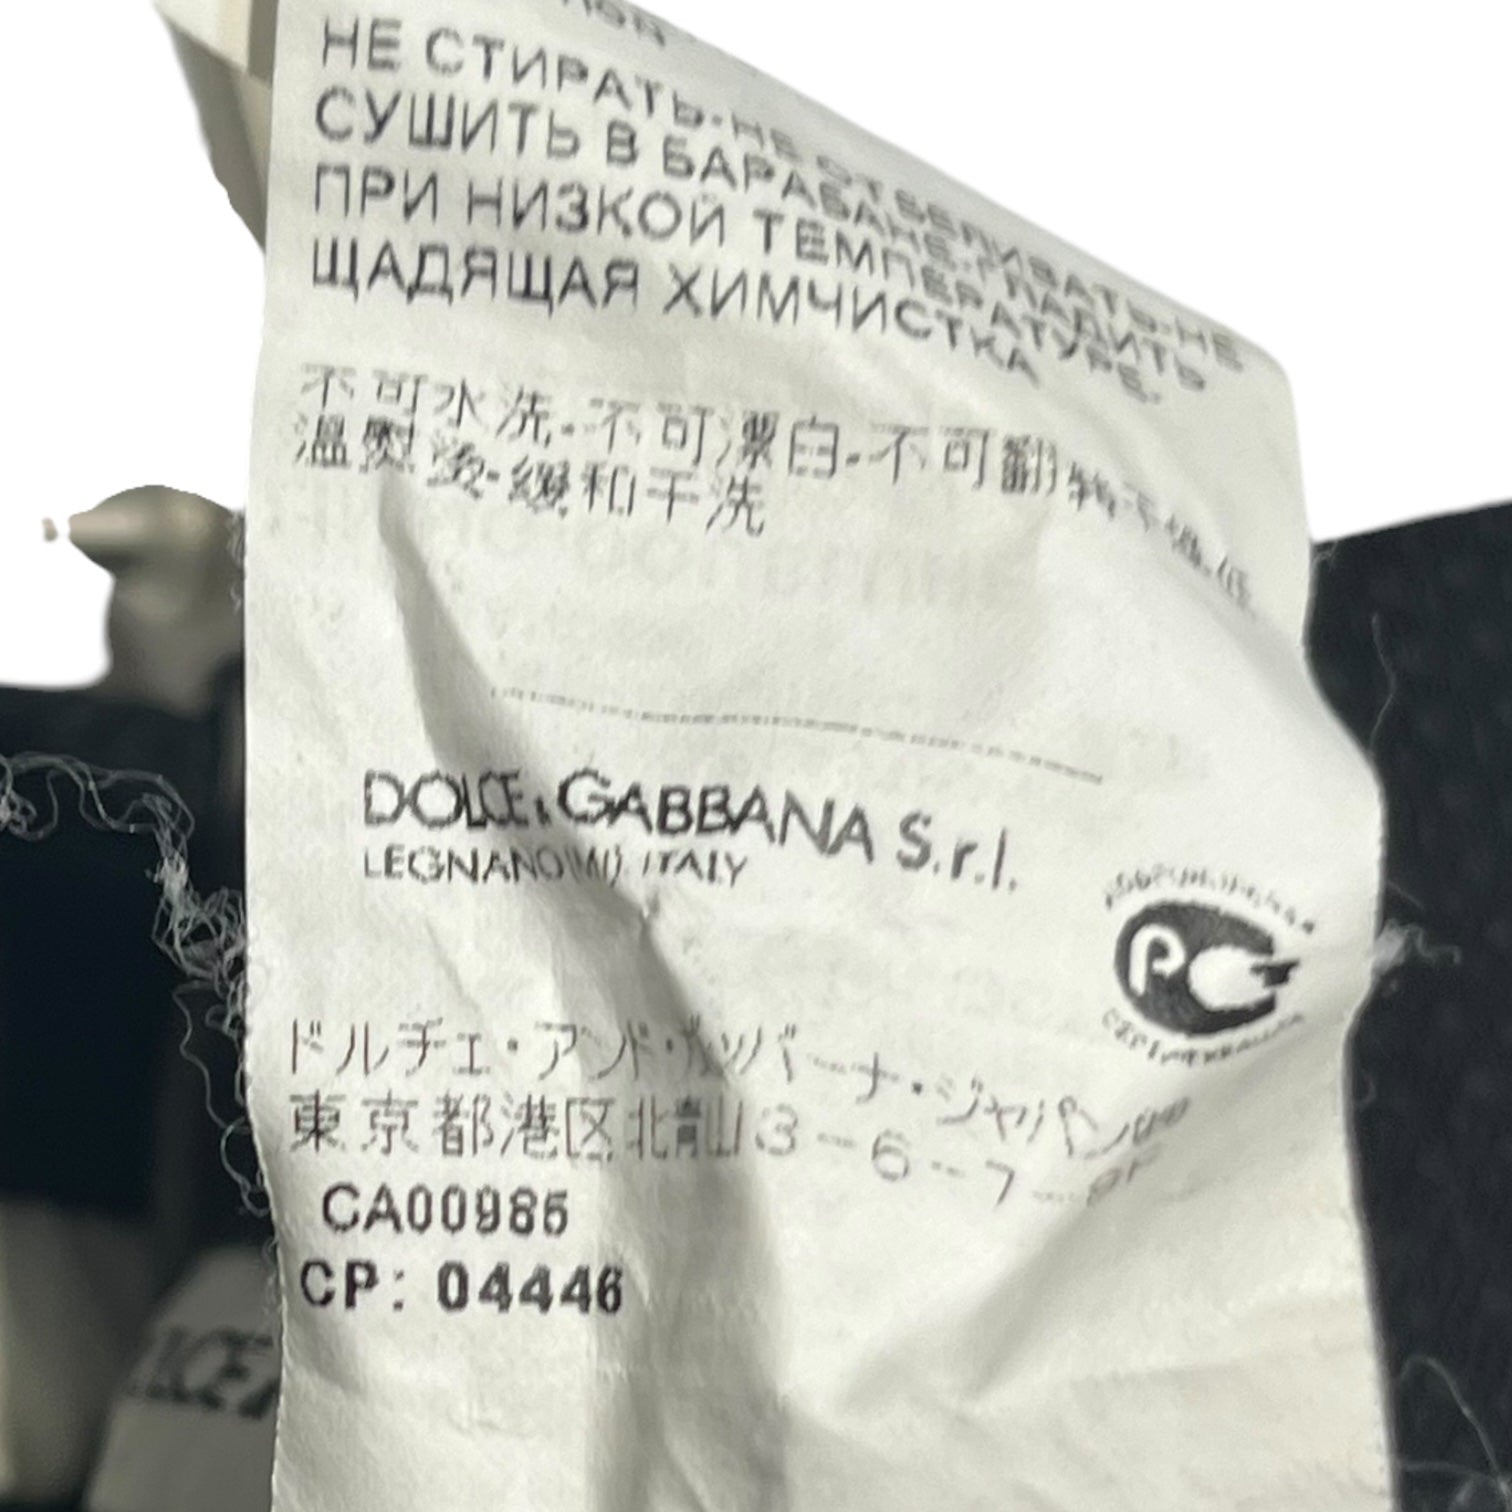 НЕ СТИРАТЬ-НЕ ОТБЕЛИВАТЬ-НЕ
СУШИТЬ В БАРАБАНЕ-ГЛАДИТЬ
ПРИ НИЗКОЙ ТЕМПЕРАТУРЕ-
ЩАДЯЩАЯ ХИМЧИСТКА
不可水洗-不可漂白-不可翻转干燥-低
温熨烫-缓和干洗
DOLCE & GABBANA S.r.l.
LEGNANO (MI) ITALY
PC
ドルチェ・アンド・ガッバーナ・ジャパン
東京都港区北青山3-6-7
CA00985
CP: 04446